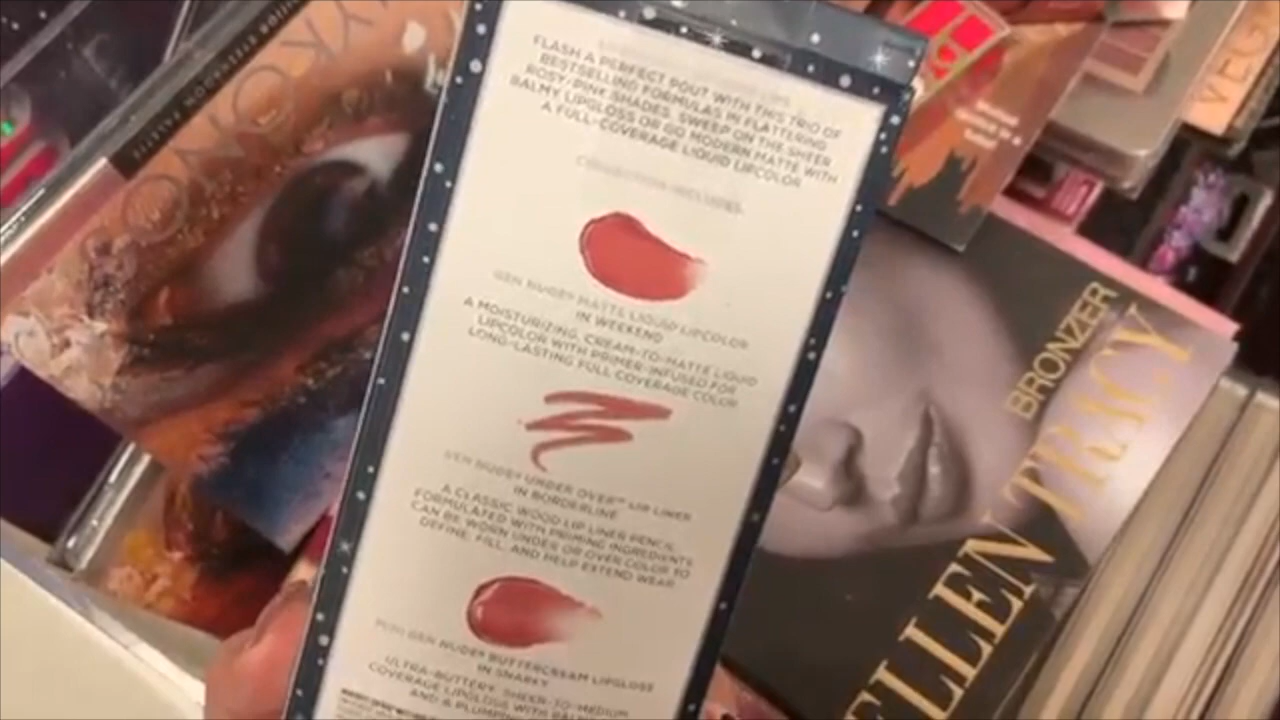 FLASH A PERFECT POUT WITH THIS TRIO OF
BESTSELLING FORMULAS IN FLATTERING
ROSY/PINK SHADES. SWEEP ON THE SHEER
BALMY LIPGLOSS OR GO MODERN MATTE WITH
A FULL-COVERAGE LIQUID LIPCOLOR
GEN NUDE® MATTE LIQUID LIPCOLOR
IN WEEKEND
A MOISTURIZING, CREAM-TO-MATTE LIQUID
LIPCOLOR WITH PRIMER-INFUSED FOR
LONG-LASTING FULL COVERAGE COLOR
GEN NUDE® UNDER OVER™ LIP LINER
IN BORDERLINE
A CLASSIC WOOD LIP LINER PENCIL
FORMULATED WITH PRIMING INGREDIENTS
CAN BE WORN UNDER OR OVER COLOR TO
DEFINE, FILL, AND HELP EXTEND WEAR
MINI GEN NUDE® BUTTERCREAM LIPGLOSS
IN SNARKY
ULTRA-BUTTERY, SHEER-TO-MEDIUM
COVERAGE LIPGLOSS WITH
AND A
BRONZER
ELLEN TRACY
VEG
PALETTE